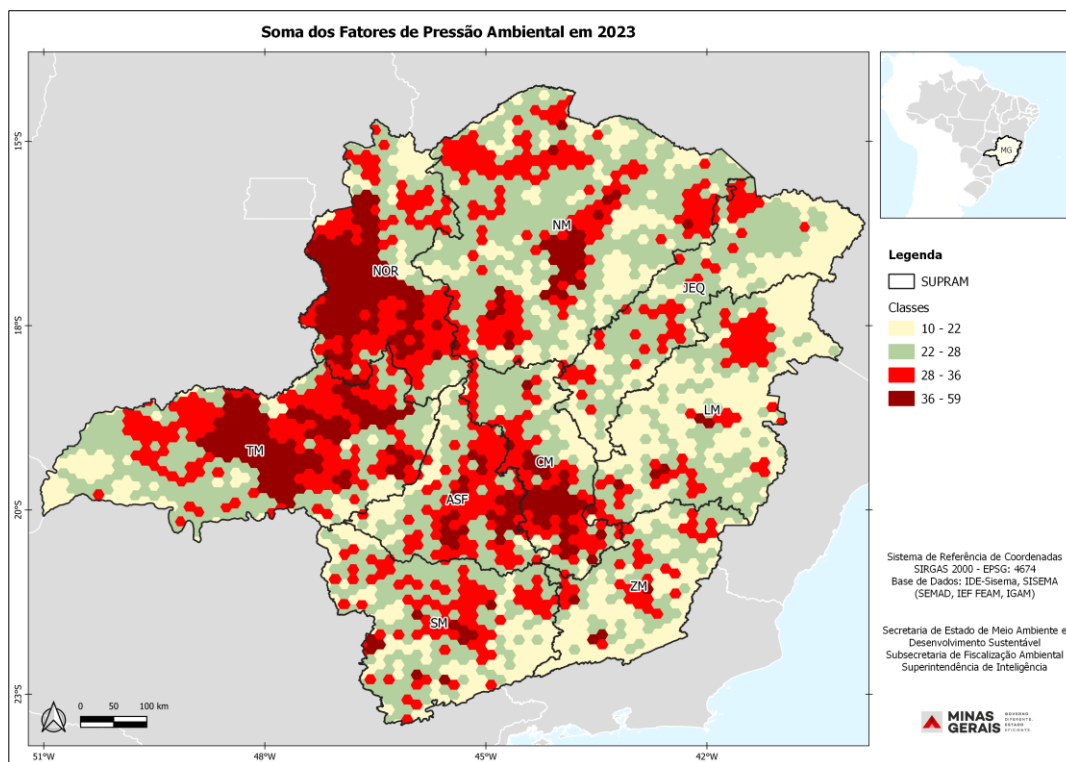 Soma dos Fatores de Pressão Ambiental em 2023
15°S
18°S
20°S
23°S
51°W
48°W
45°W
42°W
NM
NOR
JEQ
LM
TM
CM
ASF
ZM
SM
0 50 100 km
MG
Legenda
SUPRAM
Classes
10 - 22
22 - 28
28 - 36
36 - 59
Sistema de Referência de Coordenadas
SIRGAS 2000 - EPSG: 4674
Base de Dados: IDE-Sisema, SISEMA
(SEMAD, IEF FEAM, IGAM)
Secretaria de Estado de Meio Ambiente e
Desenvolvimento Sustentável
Subsecretaria de Fiscalização Ambiental
Superintendência de Inteligência
MINAS
GERAIS
GOVERNO
DIFERENTE.
ESTADO
EFICIENTE.